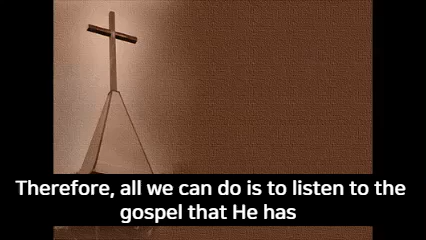 Therefore, all we can do is to listen to the
gospel that He has